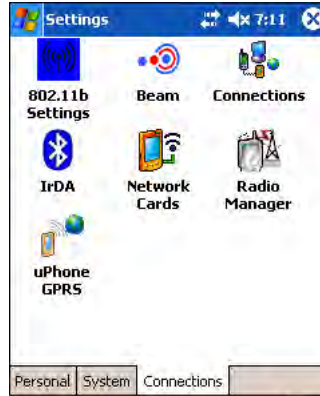 Settings 7:11
802.11b Settings
Beam
Connections
IrDA
Network Cards
Radio Manager
uPhone GPRS
Personal System Connections